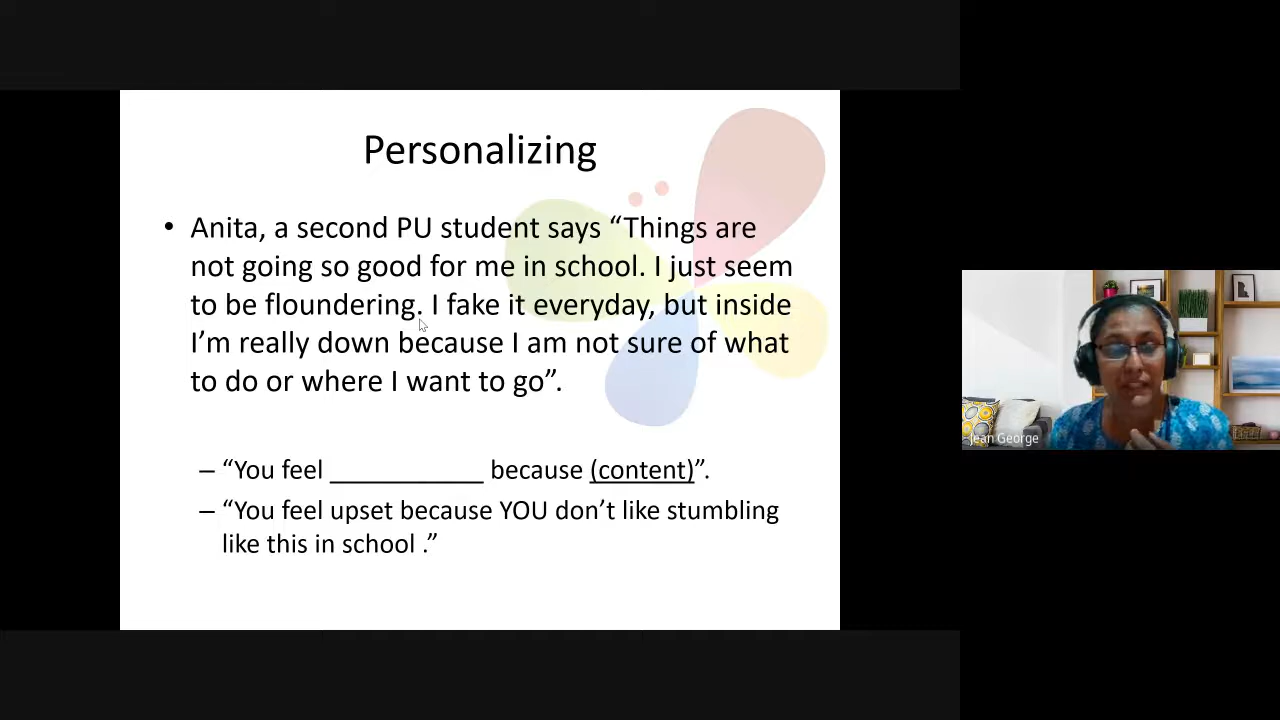 Personalizing
• Anita, a second PU student says “Things are
not going so good for me in school. I just seem
to be floundering. I fake it everyday, but inside
I’m really down because I am not sure of what
to do or where I want to go”.
– “You feel ___________ because (content)”.
– “You feel upset because YOU don’t like stumbling
like this in school .”
Jean George